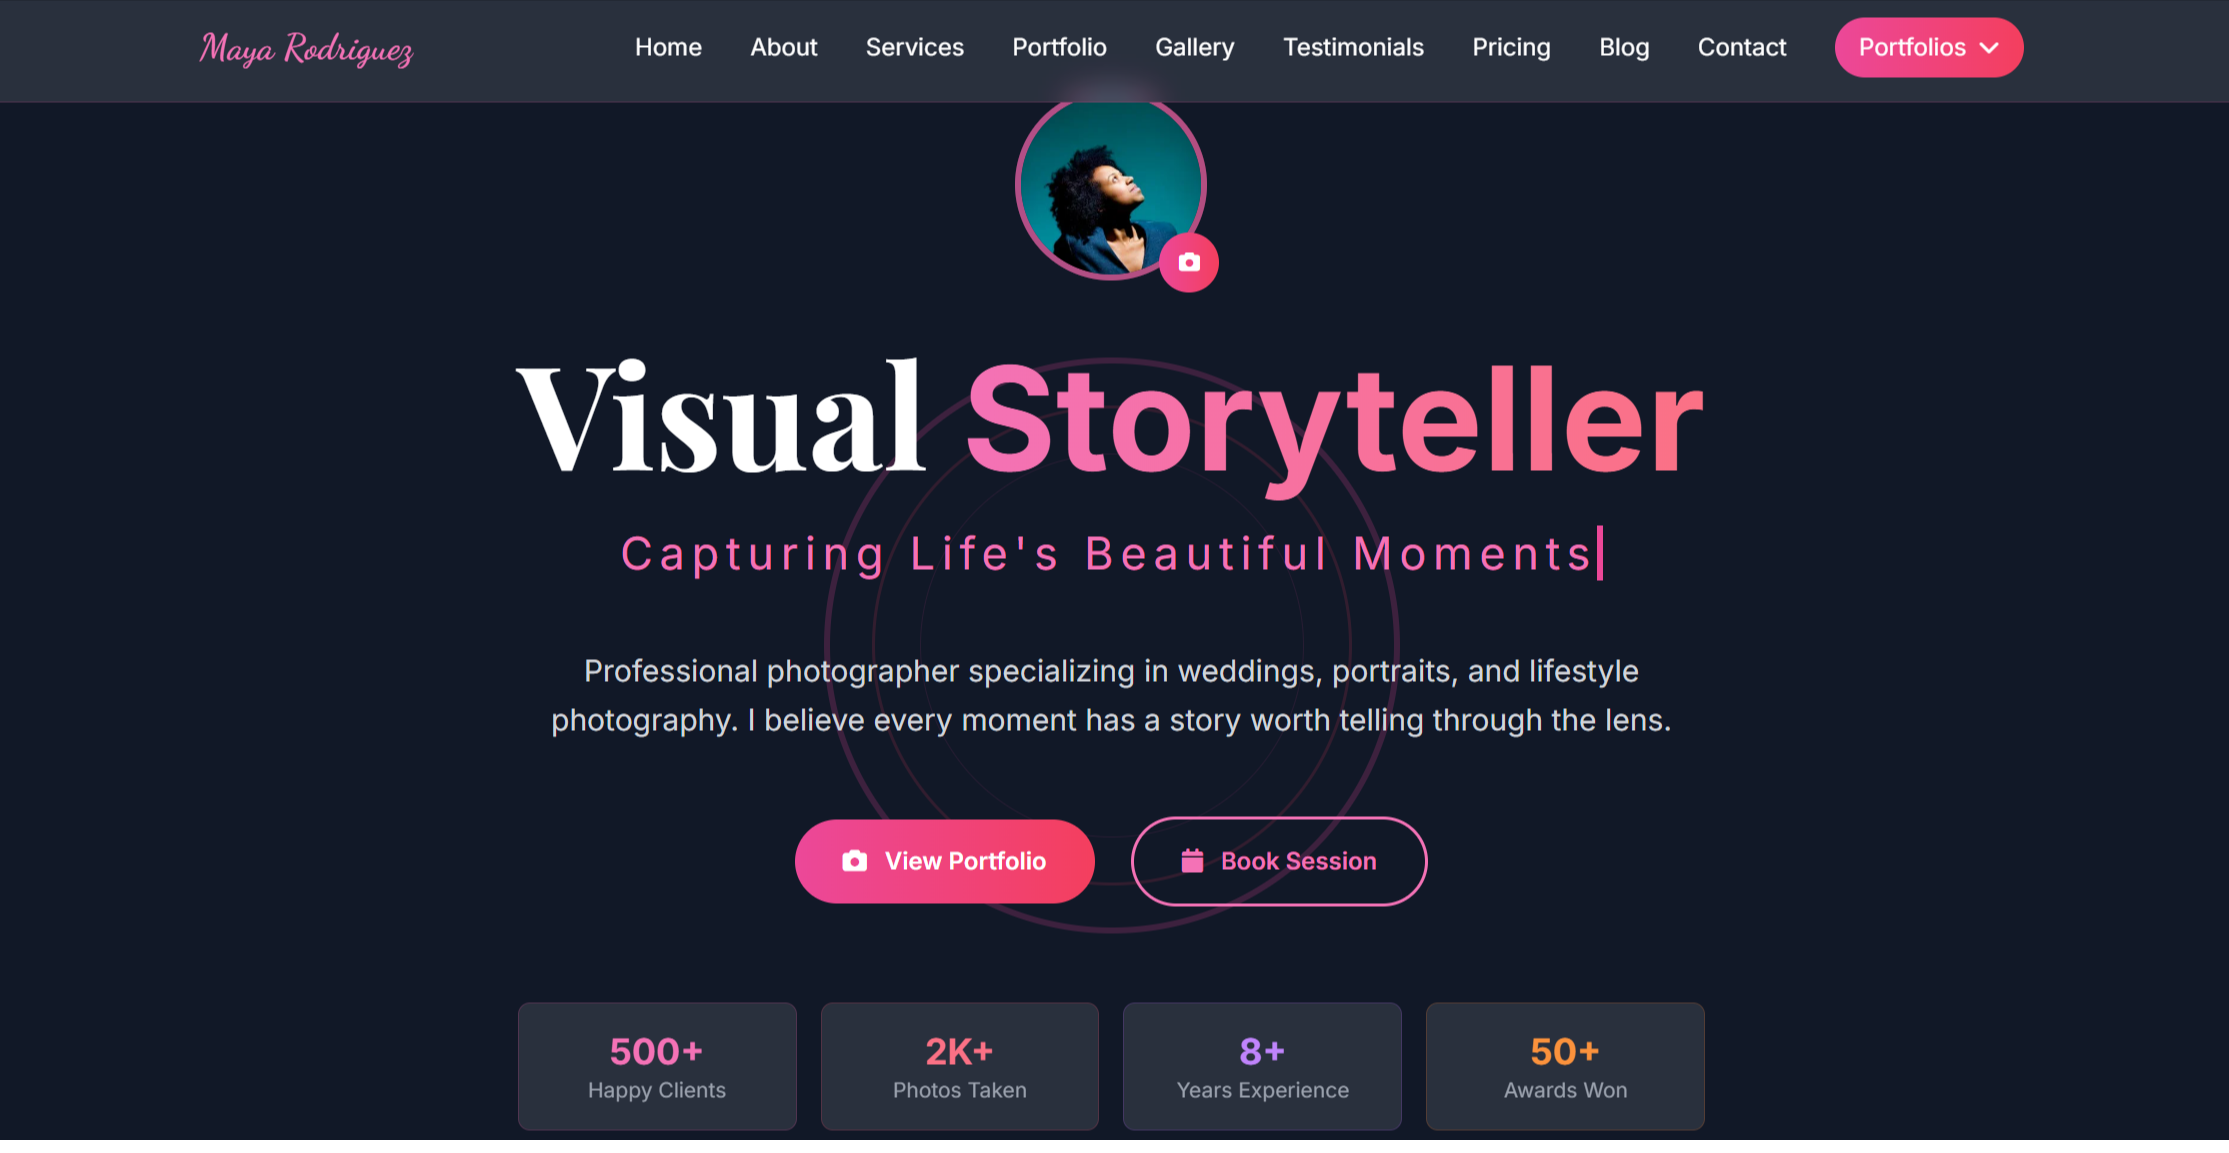 Maya Rodriguez
Home About Services Portfolio Gallery Testimonials Pricing Blog Contact Portfolios
Visual Storyteller
Capturing Life's Beautiful Moments
Professional photographer specializing in weddings, portraits, and lifestyle
photography. I believe every moment has a story worth telling through the lens.
View Portfolio Book Session
500+ 2K+ 8+ 50+
Happy Clients Photos Taken Years Experience Awards Won